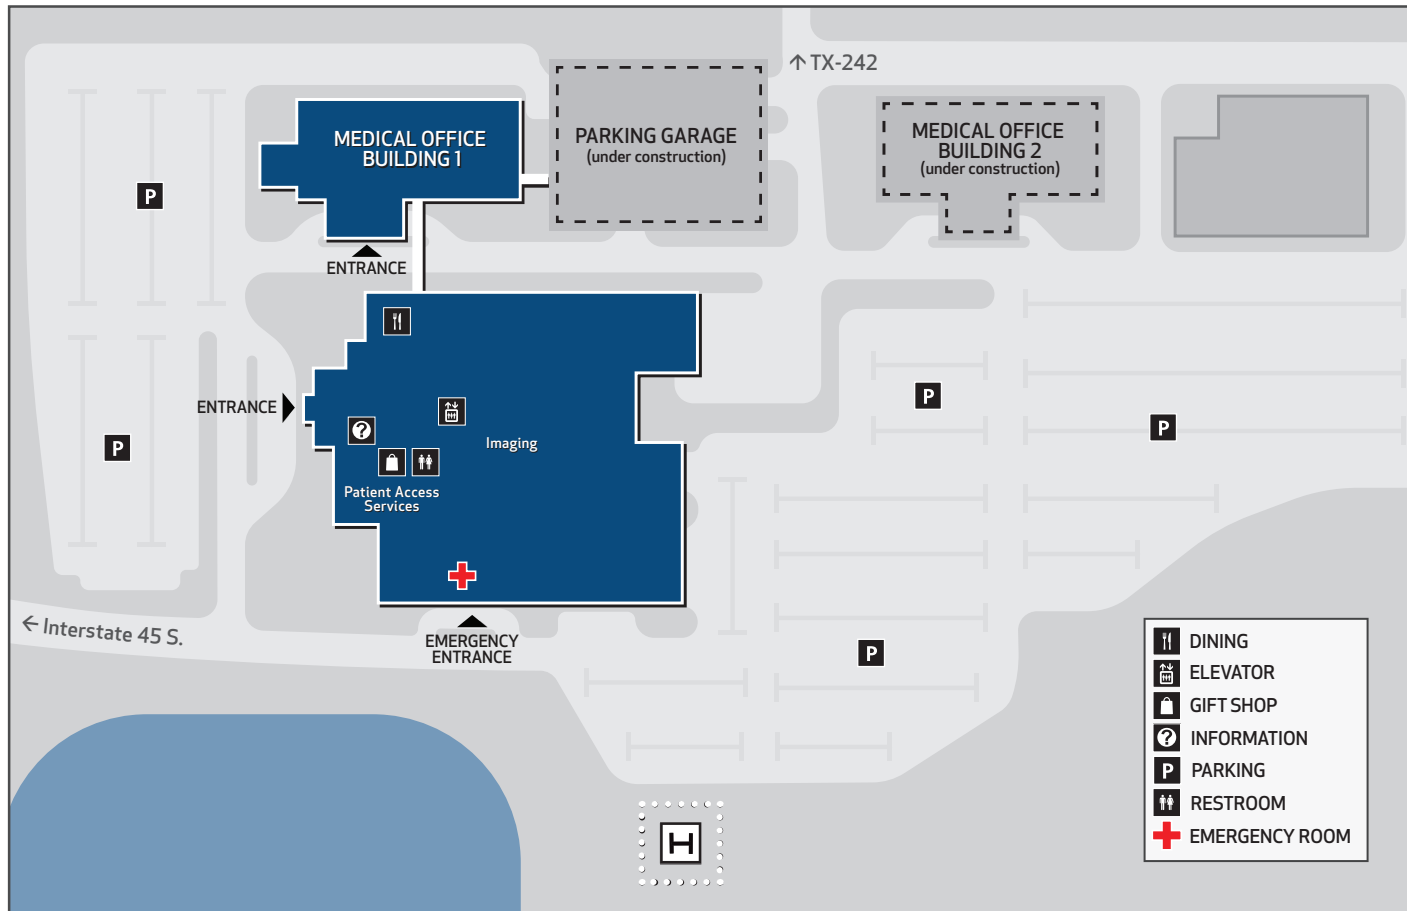 ↑ TX-242
MEDICAL OFFICE
BUILDING 1
PARKING GARAGE
(under construction)
MEDICAL OFFICE
BUILDING 2
(under construction)
P
ENTRANCE
ENTRANCE
?
Imaging
Patient Access
Services
P
P
P
← Interstate 45 S.
EMERGENCY
ENTRANCE
P
H
DINING
ELEVATOR
GIFT SHOP
? INFORMATION
P PARKING
RESTROOM
EMERGENCY ROOM